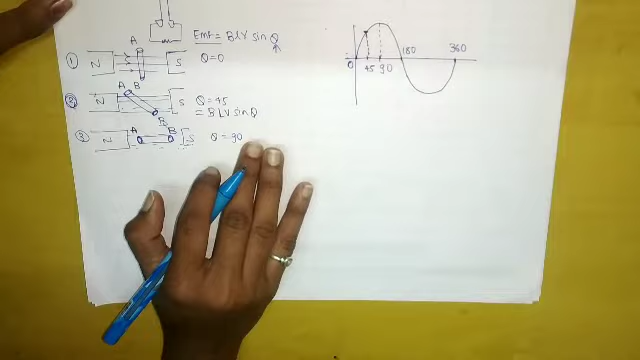 Emf = BLV sin Q
A
① N S Q=0
A B
② N S Q=45
= BLV sin Q
B
③ N A B S Q=90
0 45 90 180 360